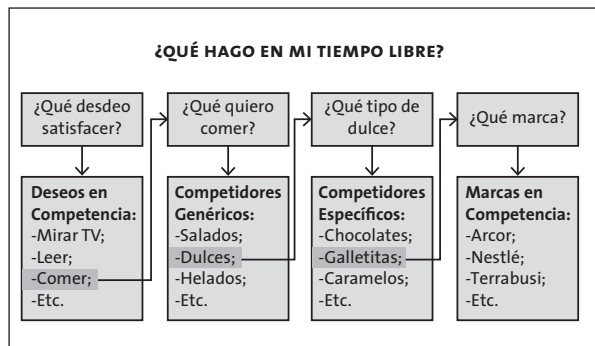 ¿QUÉ HAGO EN MI TIEMPO LIBRE?
¿Qué desdeo
satisfacer?
Deseos en
Competencia:
-Mirar TV;
-Leer;
-Comer;
-Etc.
¿Qué quiero
comer?
Competidores
Genéricos:
-Salados;
-Dulces;
-Helados;
-Etc.
¿Qué tipo de
dulce?
Competidores
Específicos:
-Chocolates;
-Galletitas;
-Caramelos;
-Etc.
¿Qué marca?
Marcas en
Competencia:
-Arcor;
-Nestlé;
-Terrabusi;
-Etc.